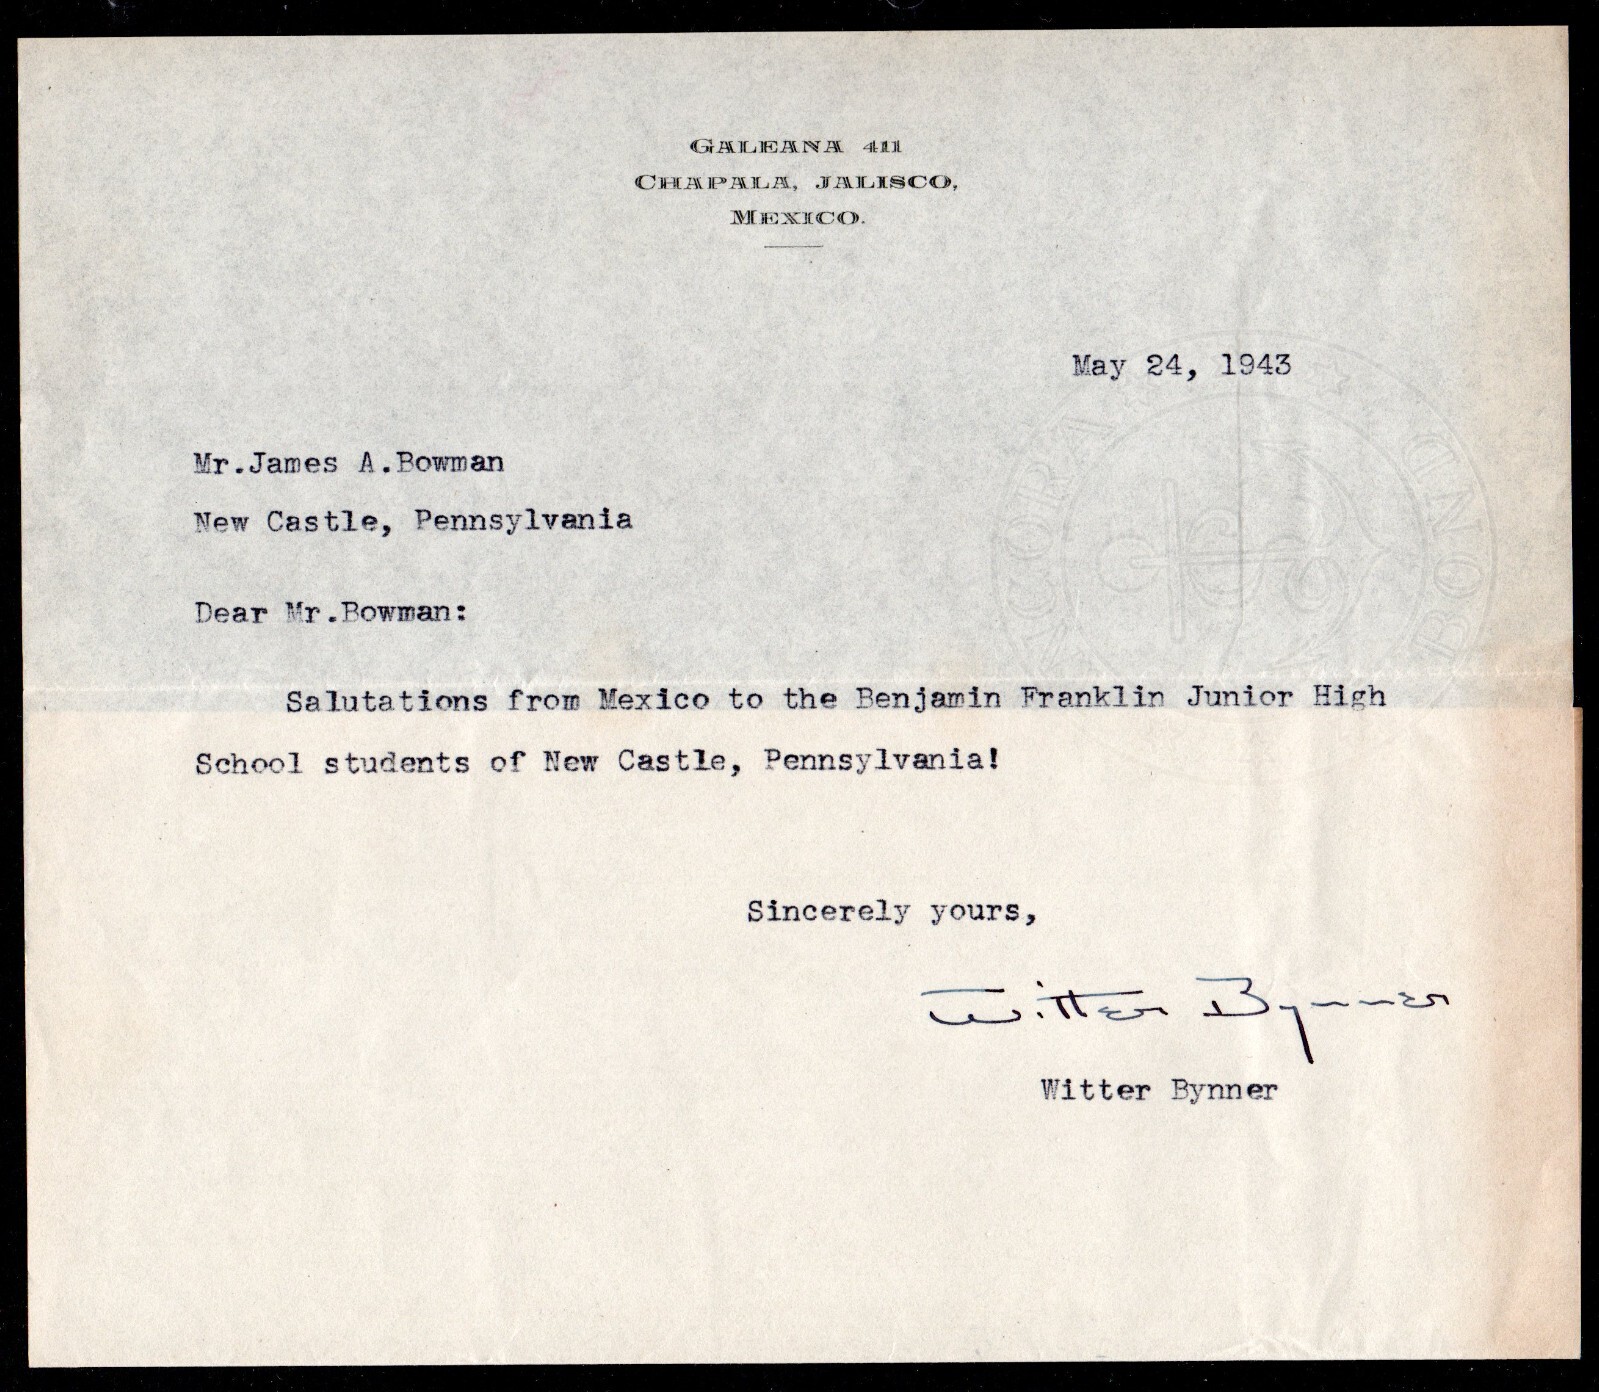 GALEANA 411
CHAPALA, JALISCO,
MEXICO.
May 24, 1943
Mr.James A.Bowman
New Castle, Pennsylvania
Dear Mr.Bowman:
Salutations from Mexico to the Benjamin Franklin Junior High
School students of New Castle, Pennsylvania!
Sincerely yours,
Witter Bynner
Witter Bynner
BOND